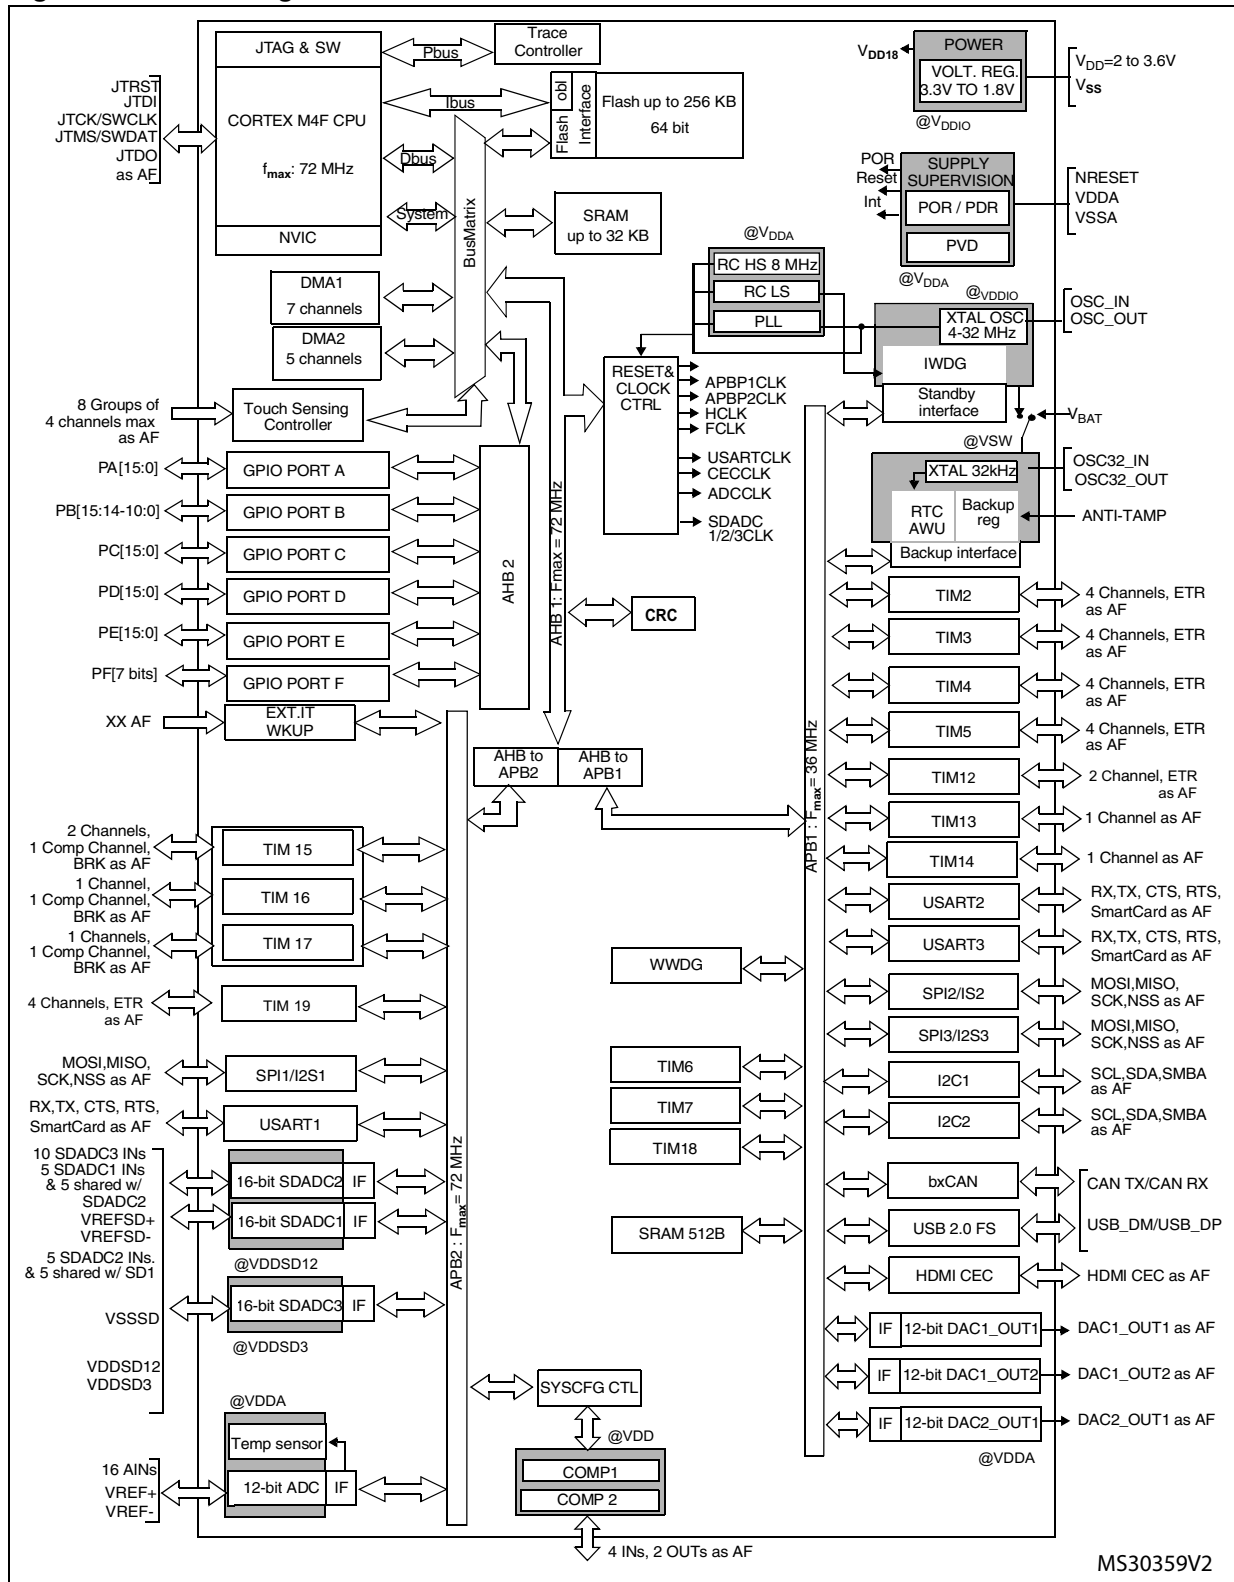 JTAG & SW
Pbus
Trace
Controller
JTRST
JTDI
JTCK/SWCLK
JTMS/SWDAT
JTDO
as AF
CORTEX M4F CPU
fmax: 72 MHz
NVIC
Ibus
Dbus
System
Flash obl
Interface
Flash up to 256 KB
64 bit
BusMatrix
SRAM
up to 32 KB
VDD18
POWER
VOLT. REG.
3.3V TO 1.8V
@VDDIO
VDD=2 to 3.6V
Vss
POR
Reset
Int
SUPPLY
SUPERVISION
POR / PDR
PVD
@VDDA
NRESET
VDDA
VSSA
@VDDA
RC HS 8 MHz
RC LS
PLL
@VDDIO
XTAL OSC
4-32 MHz
IWDG
Standby
interface
OSC_IN
OSC_OUT
VBAT
@VSW
XTAL 32kHz
RTC
AWU
Backup
reg
Backup interface
OSC32_IN
OSC32_OUT
ANTI-TAMP
DMA1
7 channels
DMA2
5 channels
8 Groups of
4 channels max
as AF
Touch Sensing
Controller
RESET&
CLOCK
CTRL
APBP1CLK
APBP2CLK
HCLK
FCLK
USARTCLK
CECCLK
ADCCLK
SDADC
1/2/3CLK
PA[15:0]
GPIO PORT A
PB[15:14-10:0]
GPIO PORT B
PC[15:0]
GPIO PORT C
PD[15:0]
GPIO PORT D
PE[15:0]
GPIO PORT E
PF[7 bits]
GPIO PORT F
AHB 2
AHB 1: Fmax = 72 MHz
CRC
XX AF
EXT.IT
WKUP
AHB to
APB2
AHB to
APB1
2 Channels,
1 Comp Channel,
BRK as AF
TIM 15
1 Channel,
1 Comp Channel,
BRK as AF
TIM 16
1 Channels,
1 Comp Channel,
BRK as AF
TIM 17
4 Channels, ETR
as AF
TIM 19
MOSI,MISO,
SCK,NSS as AF
SPI1/I2S1
RX,TX, CTS, RTS,
SmartCard as AF
USART1
10 SDADC3 INs
5 SDADC1 INs
& 5 shared w/
SDADC2
VREFSD+
VREFSD-
5 SDADC2 INs.
& 5 shared w/ SD1
VSSSD
VDDSD12
VDDSD3
16-bit SDADC2 IF
16-bit SDADC1 IF
@VDDSD12
16-bit SDADC3 IF
@VDDSD3
@VDDA
Temp sensor
12-bit ADC IF
16 AINs
VREF+
VREF-
APB2 : Fmax = 72 MHz
APB1 : Fmax = 36 MHz
WWDG
TIM6
TIM7
TIM18
SRAM 512B
SYSCFG CTL
@VDD
COMP1
COMP 2
4 INs, 2 OUTs as AF
TIM2
4 Channels, ETR
as AF
TIM3
4 Channels, ETR
as AF
TIM4
4 Channels, ETR
as AF
TIM5
4 Channels, ETR
as AF
TIM12
2 Channel, ETR
as AF
TIM13
1 Channel as AF
TIM14
1 Channel as AF
USART2
RX,TX, CTS, RTS,
SmartCard as AF
USART3
RX,TX, CTS, RTS,
SmartCard as AF
SPI2/IS2
MOSI,MISO,
SCK,NSS as AF
SPI3/I2S3
MOSI,MISO,
SCK,NSS as AF
I2C1
SCL,SDA,SMBA
as AF
I2C2
SCL,SDA,SMBA
as AF
bxCAN
CAN TX/CAN RX
USB 2.0 FS
USB_DM/USB_DP
HDMI CEC
HDMI CEC as AF
IF 12-bit DAC1_OUT1
DAC1_OUT1 as AF
IF 12-bit DAC1_OUT2
DAC1_OUT2 as AF
IF 12-bit DAC2_OUT1
DAC2_OUT1 as AF
@VDDA
MS30359V2